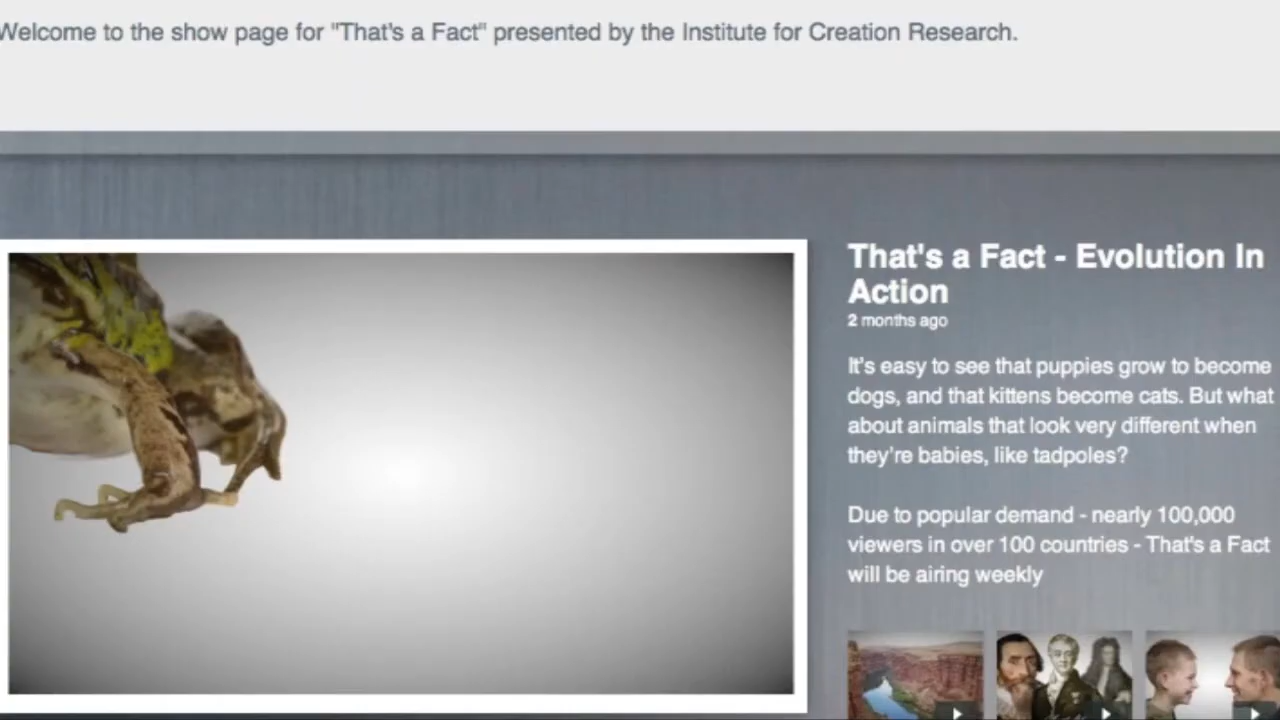 Welcome to the show page for "That's a Fact" presented by the Institute for Creation Research.
That's a Fact - Evolution In
Action
2 months ago
It's easy to see that puppies grow to become
dogs, and that kittens become cats. But what
about animals that look very different when
they're babies, like tadpoles?
Due to popular demand - nearly 100,000
viewers in over 100 countries - That's a Fact
will be airing weekly